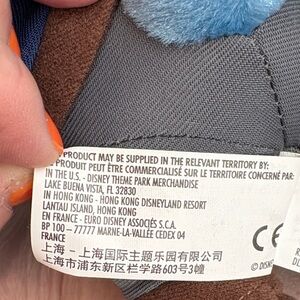 PRODUCT MAY BE SUPPLIED IN THE RELEVANT TERRITORY BY:
PRODUIT PEUT ÊTRE COMMERCIALISÉ SUR LE TERRITOIRE CONCERNÉ PAR:
IN THE U.S. - DISNEY THEME PARK MERCHANDISE
LAKE BUENA VISTA, FL 32830
IN HONG KONG - HONG KONG DISNEYLAND RESORT
LANTAU ISLAND, HONG KONG
EN FRANCE - EURO DISNEY ASSOCIÉS S.C.A.
BP 100 – 77777 MARNE-LA-VALLÉE CEDEX 04
FRANCE
上海 – 上海国际主题乐园有限公司
上海市浦东新区栏学路603号3幢
CE
© DISN